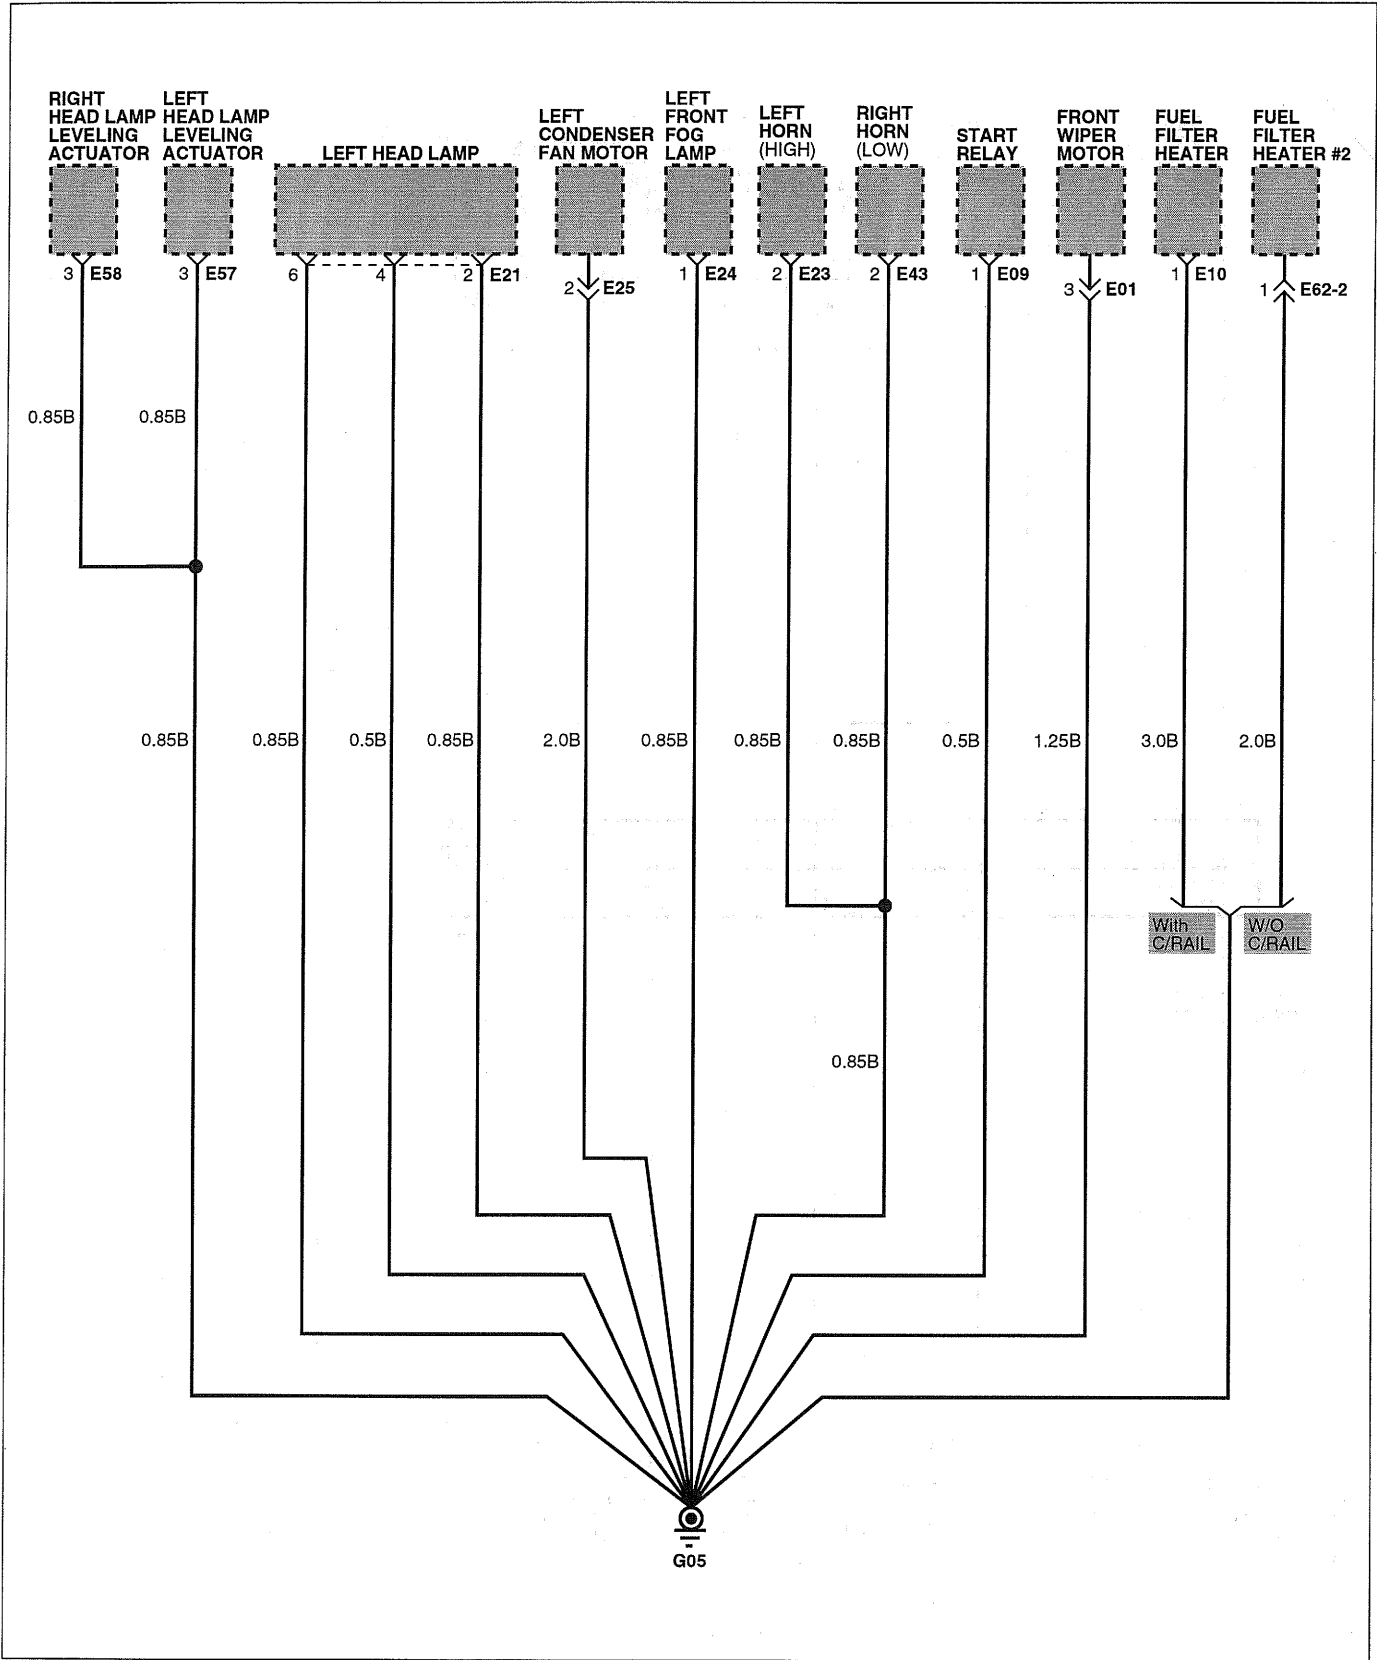 RIGHT
HEAD LAMP
LEVELING
ACTUATOR
LEFT
HEAD LAMP
LEVELING
ACTUATOR
LEFT HEAD LAMP
LEFT
CONDENSER
FAN MOTOR
LEFT
FRONT
FOG
LAMP
LEFT
HORN
(HIGH)
RIGHT
HORN
(LOW)
START
RELAY
FRONT
WIPER
MOTOR
FUEL
FILTER
HEATER
FUEL
FILTER
HEATER #2
3 E58
3 E57
6
4
2 E21
2 E25
1 E24
2 E23
2 E43
1 E09
3 E01
1 E10
1 E62-2
0.85B
0.85B
0.85B
0.85B
0.5B
0.85B
2.0B
0.85B
0.85B
0.85B
0.5B
1.25B
3.0B
2.0B
With
C/RAIL
W/O
C/RAIL
0.85B
G05